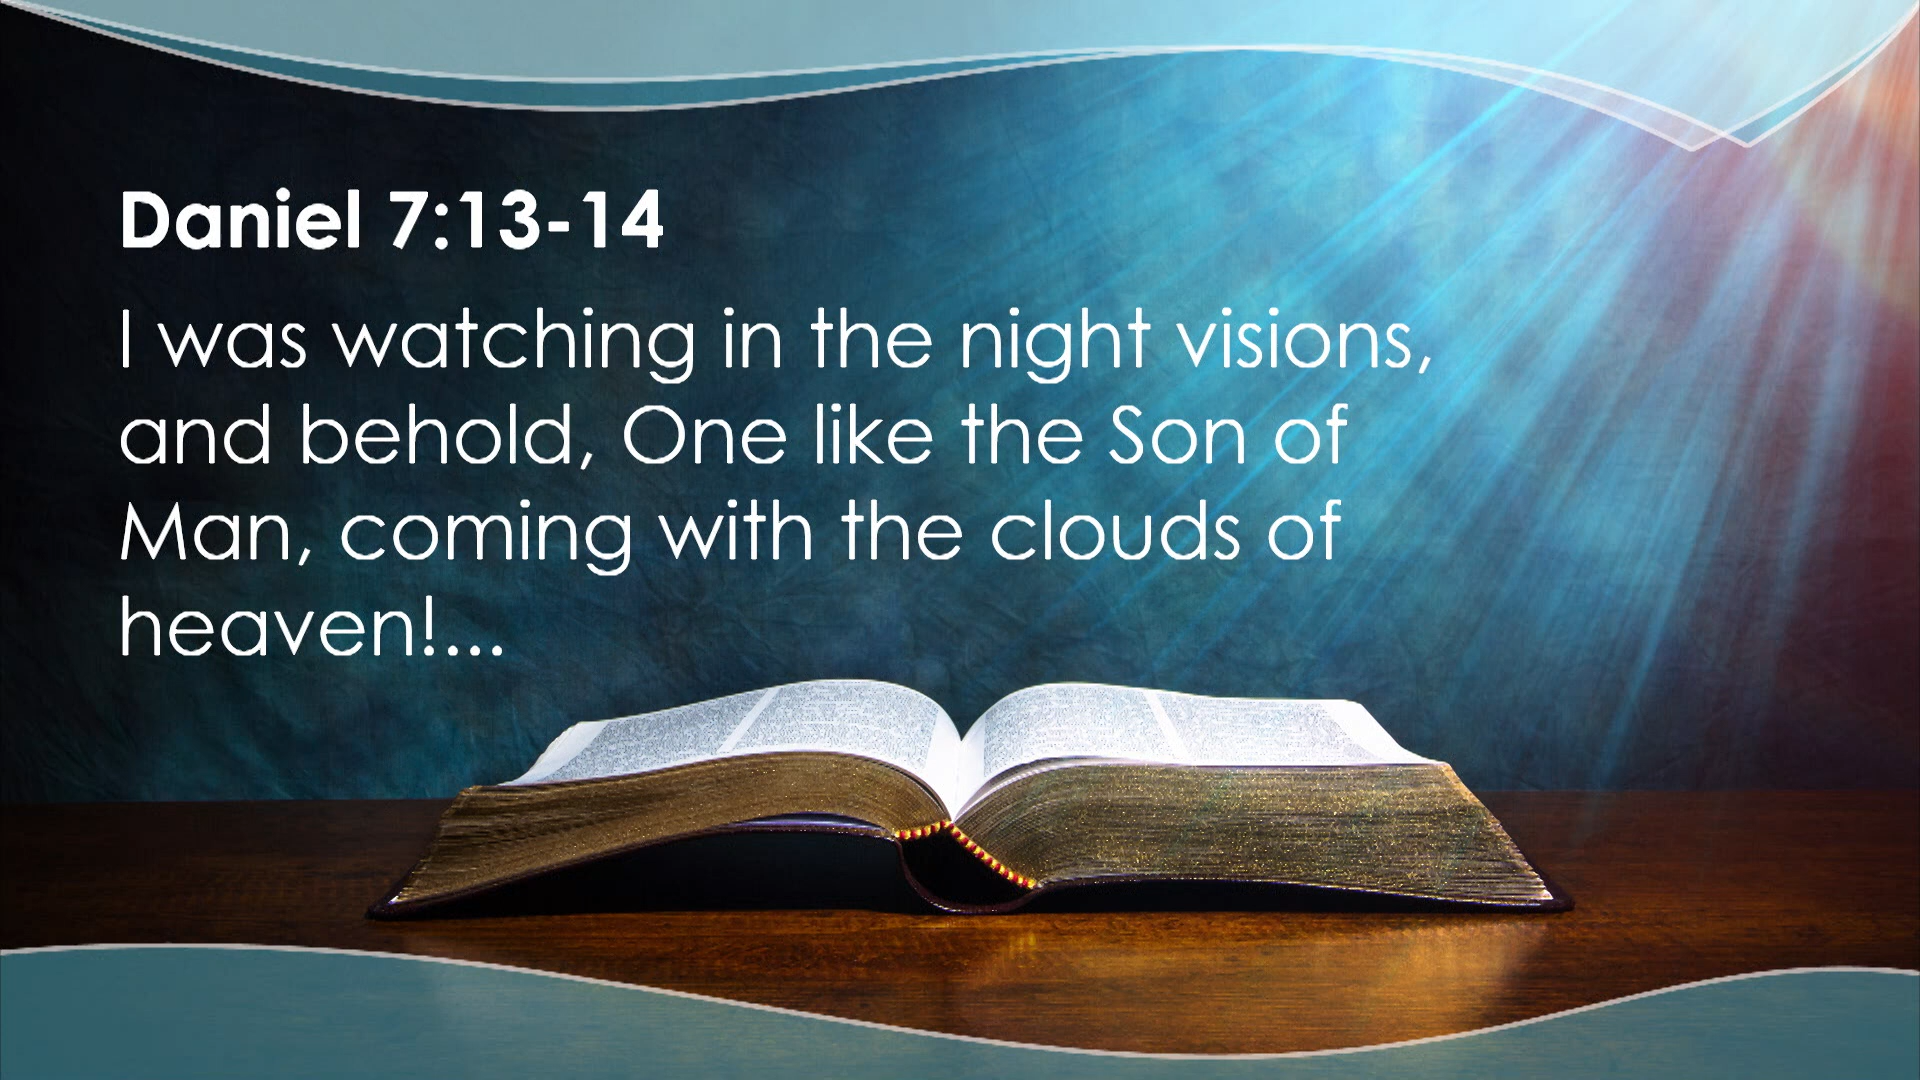 Daniel 7:13-14
I was watching in the night visions,
and behold, One like the Son of
Man, coming with the clouds of
heaven!...